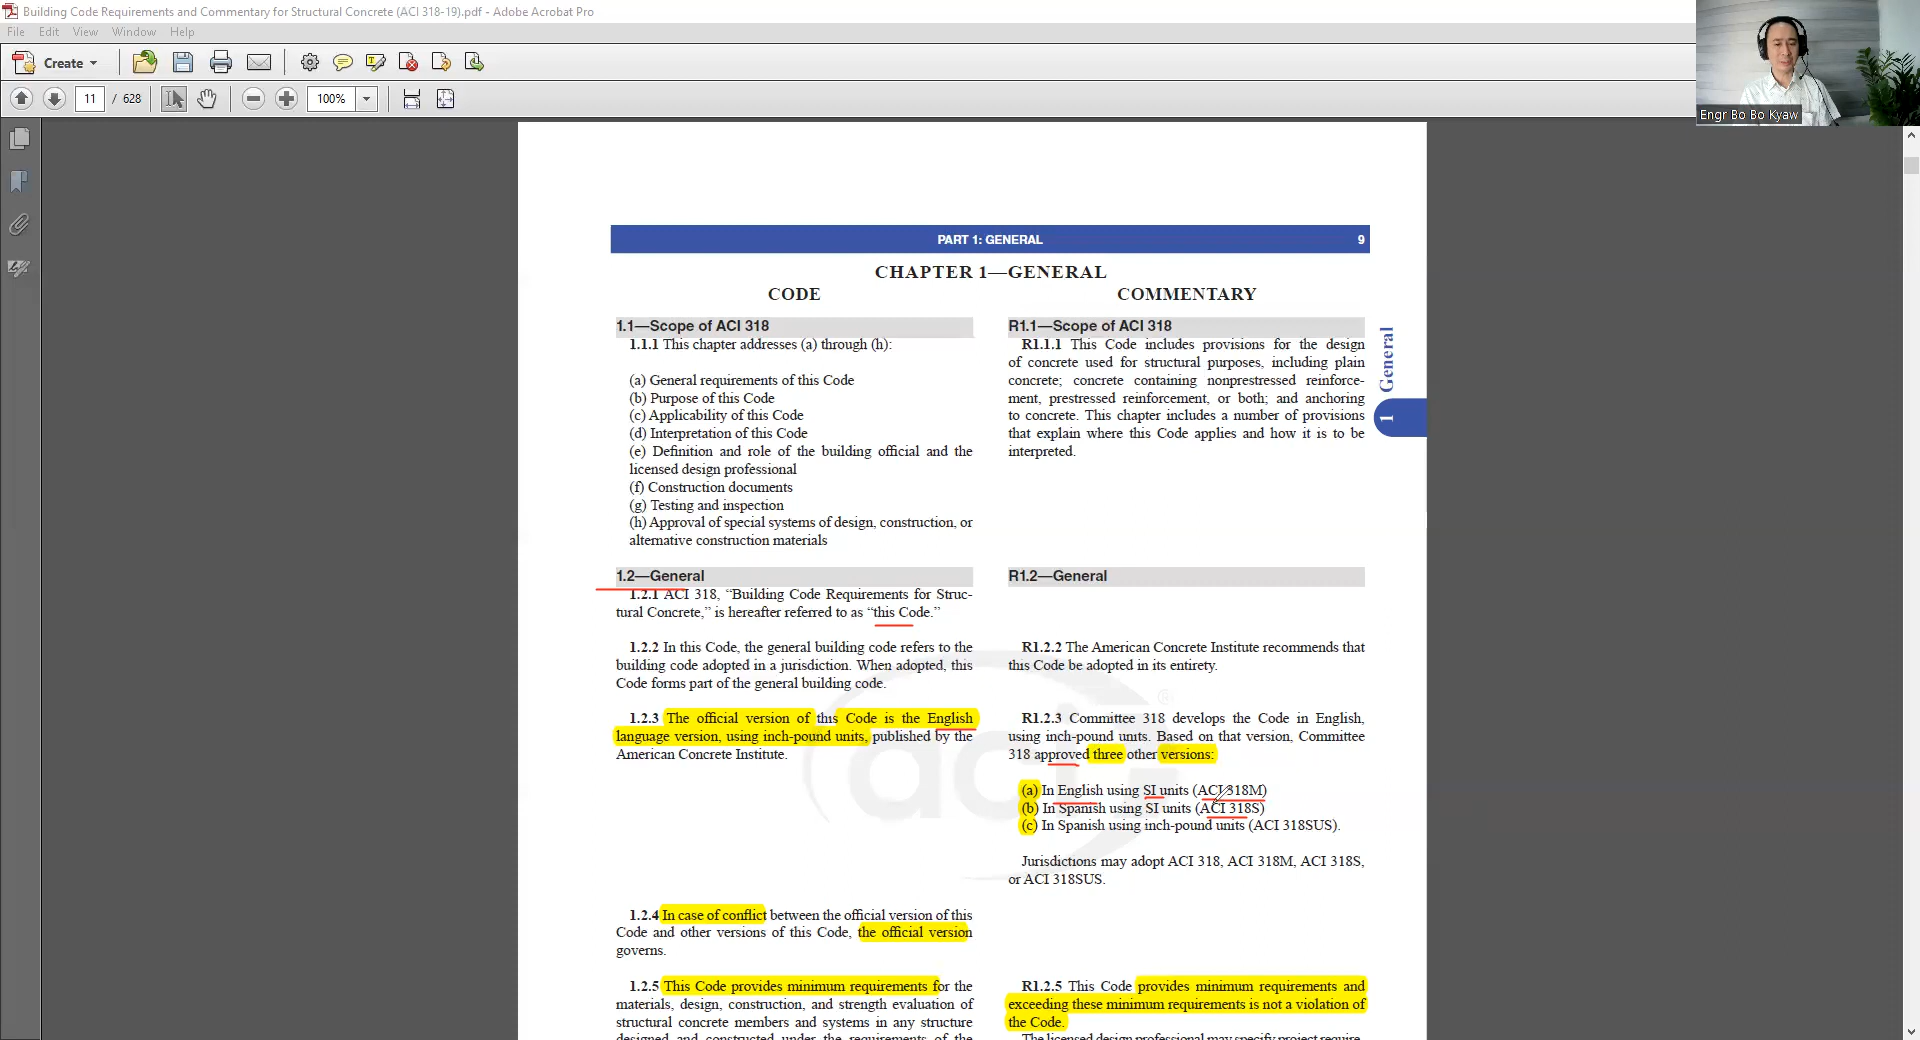 Building Code Requirements and Commentary for Structural Concrete (ACI 318-19).pdf - Adobe Acrobat Pro
File Edit View Window Help
Create
11 / 628 100%
Engr Bo Bo Kyaw
PART 1: GENERAL 9
CHAPTER 1—GENERAL
CODE
1.1—Scope of ACI 318
1.1.1 This chapter addresses (a) through (h):
(a) General requirements of this Code
(b) Purpose of this Code
(c) Applicability of this Code
(d) Interpretation of this Code
(e) Definition and role of the building official and the
licensed design professional
(f) Construction documents
(g) Testing and inspection
(h) Approval of special systems of design, construction, or
alternative construction materials
1.2—General
1.2.1 ACI 318, “Building Code Requirements for Struc-
tural Concrete,” is hereafter referred to as “this Code.”
1.2.2 In this Code, the general building code refers to the
building code adopted in a jurisdiction. When adopted, this
Code forms part of the general building code.
1.2.3 The official version of this Code is the English
language version, using inch-pound units, published by the
American Concrete Institute.
1.2.4 In case of conflict between the official version of this
Code and other versions of this Code, the official version
governs.
1.2.5 This Code provides minimum requirements for the
materials, design, construction, and strength evaluation of
structural concrete members and systems in any structure
designed and constructed under the requirements of the
COMMENTARY
R1.1—Scope of ACI 318
R1.1.1 This Code includes provisions for the design
of concrete used for structural purposes, including plain
concrete; concrete containing nonprestressed reinforce-
ment, prestressed reinforcement, or both; and anchoring
to concrete. This chapter includes a number of provisions
that explain where this Code applies and how it is to be
interpreted.
R1.2—General
R1.2.2 The American Concrete Institute recommends that
this Code be adopted in its entirety.
R1.2.3 Committee 318 develops the Code in English,
using inch-pound units. Based on that version, Committee
318 approved three other versions:
(a) In English using SI units (ACI 318M)
(b) In Spanish using SI units (ACI 318S)
(c) In Spanish using inch-pound units (ACI 318SUS).
Jurisdictions may adopt ACI 318, ACI 318M, ACI 318S,
or ACI 318SUS.
R1.2.5 This Code provides minimum requirements and
exceeding these minimum requirements is not a violation of
the Code.
The licensed design professional may specify project require-
1 General
aci
®